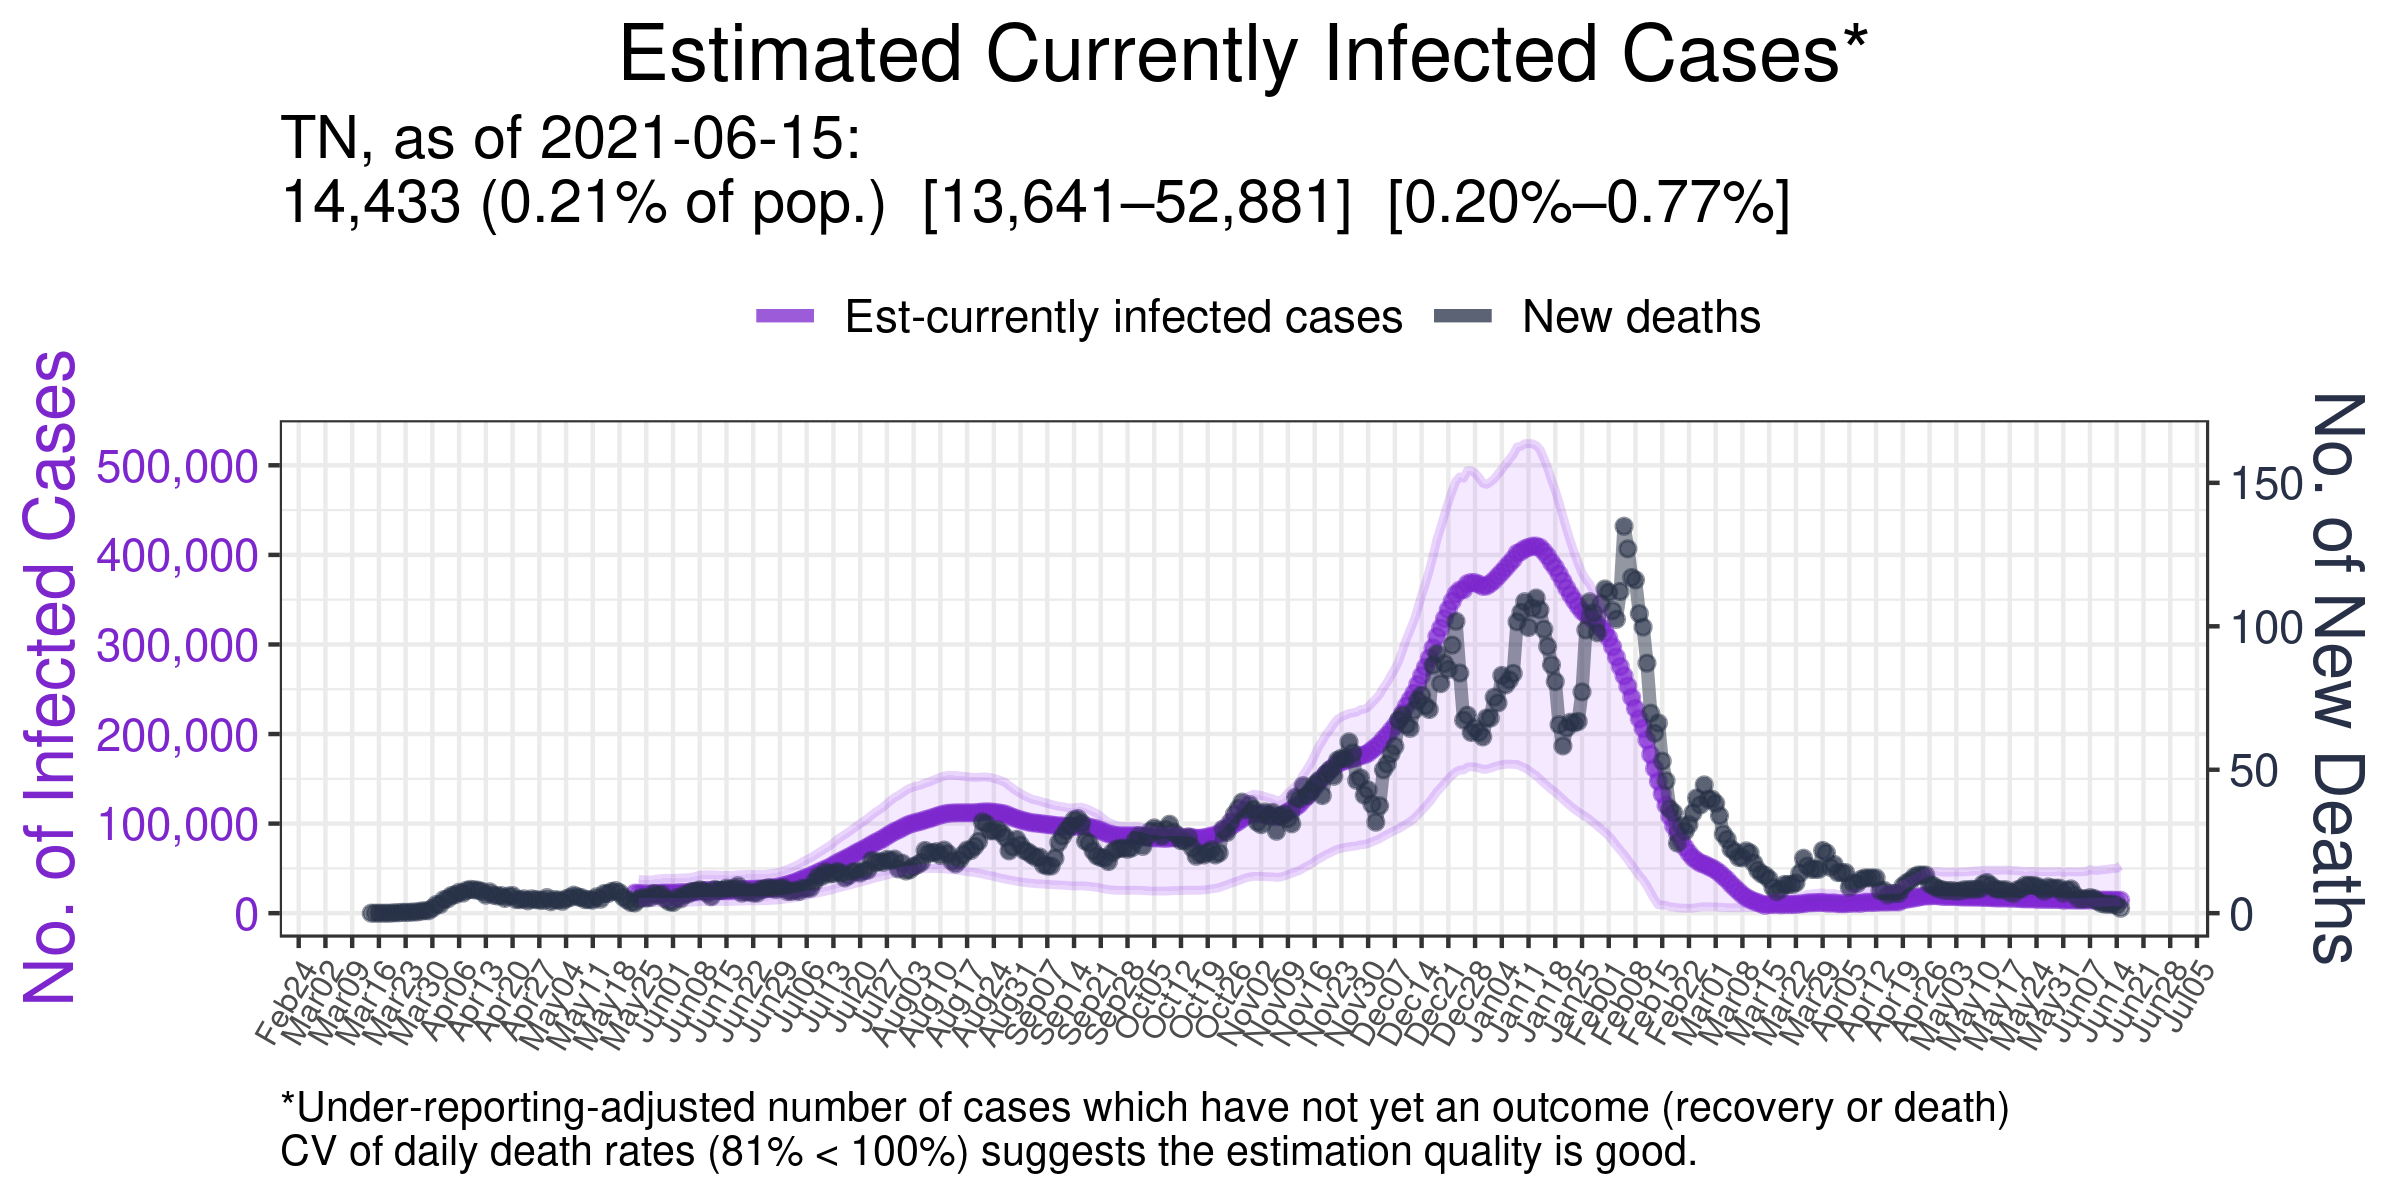 Estimated Currently Infected Cases*
TN, as of 2021-06-15:
14,433 (0.21% of pop.) [13,641–52,881] [0.20%–0.77%]
Est-currently infected cases
New deaths
No. of Infected Cases
500,000
400,000
300,000
200,000
100,000
0
150
100
50
0
No. of New Deaths
Feb24
Mar02
Mar09
Mar16
Mar23
Mar30
Apr06
Apr13
Apr20
Apr27
May04
May11
May18
May25
Jun01
Jun08
Jun15
Jun22
Jun29
Jul06
Jul13
Jul20
Jul27
Aug03
Aug10
Aug17
Aug24
Aug31
Sep07
Sep14
Sep21
Sep28
Oct05
Oct12
Oct19
Oct26
Nov02
Nov09
Nov16
Nov23
Nov30
Dec07
Dec14
Dec21
Dec28
Jan04
Jan11
Jan18
Jan25
Feb01
Feb08
Feb15
Feb22
Mar01
Mar08
Mar15
Mar22
Mar29
Apr05
Apr12
Apr19
Apr26
May03
May10
May17
May24
May31
Jun07
Jun14
Jun21
Jun28
Jul05
*Under-reporting-adjusted number of cases which have not yet an outcome (recovery or death)
CV of daily death rates (81% < 100%) suggests the estimation quality is good.